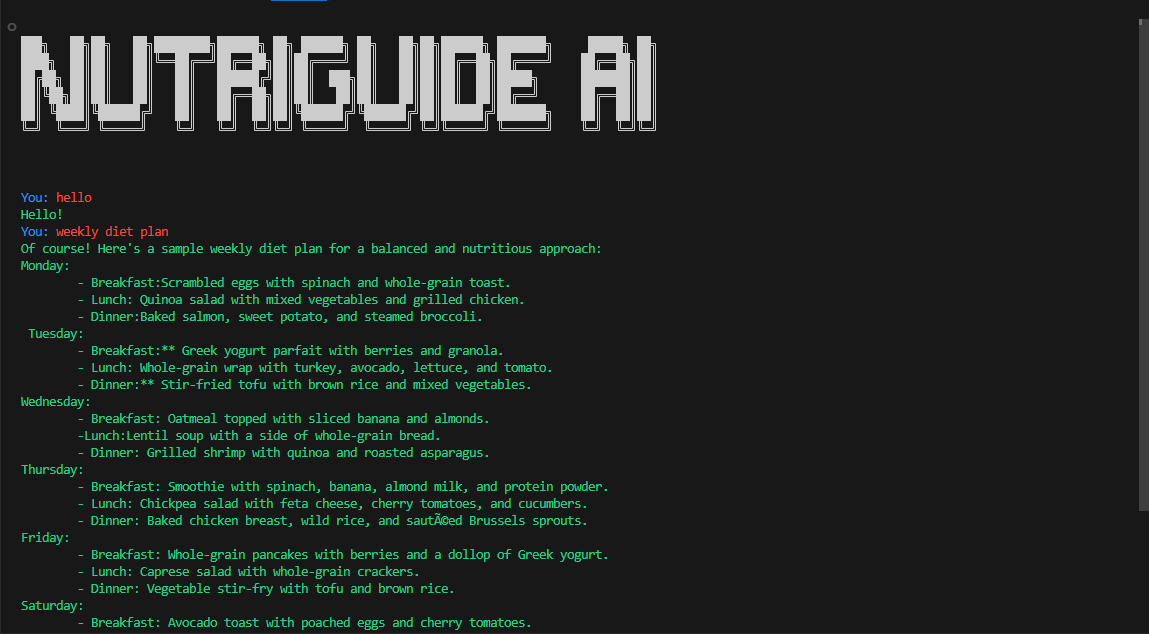 NUTRIGUIDE AI
You: hello
Hello!
You: weekly diet plan
Of course! Here's a sample weekly diet plan for a balanced and nutritious approach:
Monday:
- Breakfast:Scrambled eggs with spinach and whole-grain toast.
- Lunch: Quinoa salad with mixed vegetables and grilled chicken.
- Dinner:Baked salmon, sweet potato, and steamed broccoli.
Tuesday:
- Breakfast:** Greek yogurt parfait with berries and granola.
- Lunch: Whole-grain wrap with turkey, avocado, lettuce, and tomato.
- Dinner:** Stir-fried tofu with brown rice and mixed vegetables.
Wednesday:
- Breakfast: Oatmeal topped with sliced banana and almonds.
-Lunch:Lentil soup with a side of whole-grain bread.
- Dinner: Grilled shrimp with quinoa and roasted asparagus.
Thursday:
- Breakfast: Smoothie with spinach, banana, almond milk, and protein powder.
- Lunch: Chickpea salad with feta cheese, cherry tomatoes, and cucumbers.
- Dinner: Baked chicken breast, wild rice, and sautÃ©ed Brussels sprouts.
Friday:
- Breakfast: Whole-grain pancakes with berries and a dollop of Greek yogurt.
- Lunch: Caprese salad with whole-grain crackers.
- Dinner: Vegetable stir-fry with tofu and brown rice.
Saturday:
- Breakfast: Avocado toast with poached eggs and cherry tomatoes.